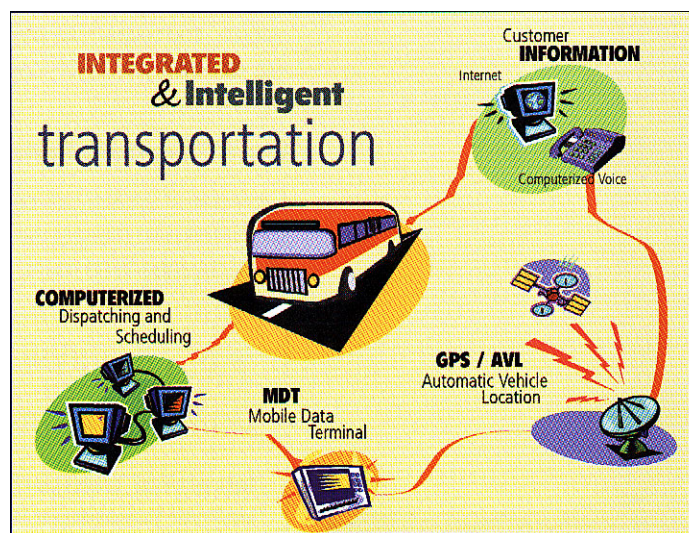 INTEGRATED
& Intelligent
transportation
Customer
INFORMATION
Internet
Computerized Voice
COMPUTERIZED
Dispatching and
Scheduling
GPS / AVL
Automatic Vehicle
Location
MDT
Mobile Data
Terminal